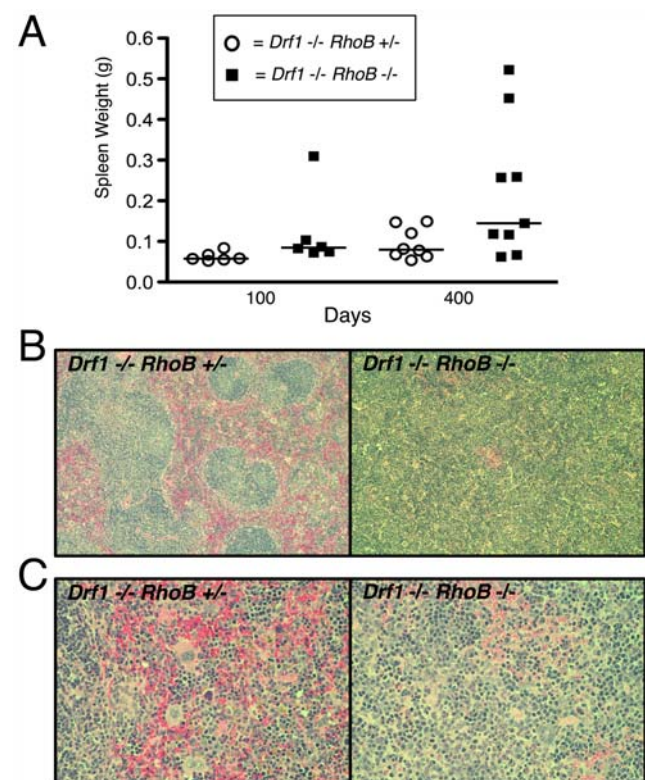 A
0.6
0.5
0.4
0.3
0.2
0.1
0.0
Spleen Weight (g)
= Drf1 -/- RhoB +/-
= Drf1 -/- RhoB -/-
100
400
Days
B
Drf1 -/- RhoB +/-
Drf1 -/- RhoB -/-
C
Drf1 -/- RhoB +/-
Drf1 -/- RhoB -/-